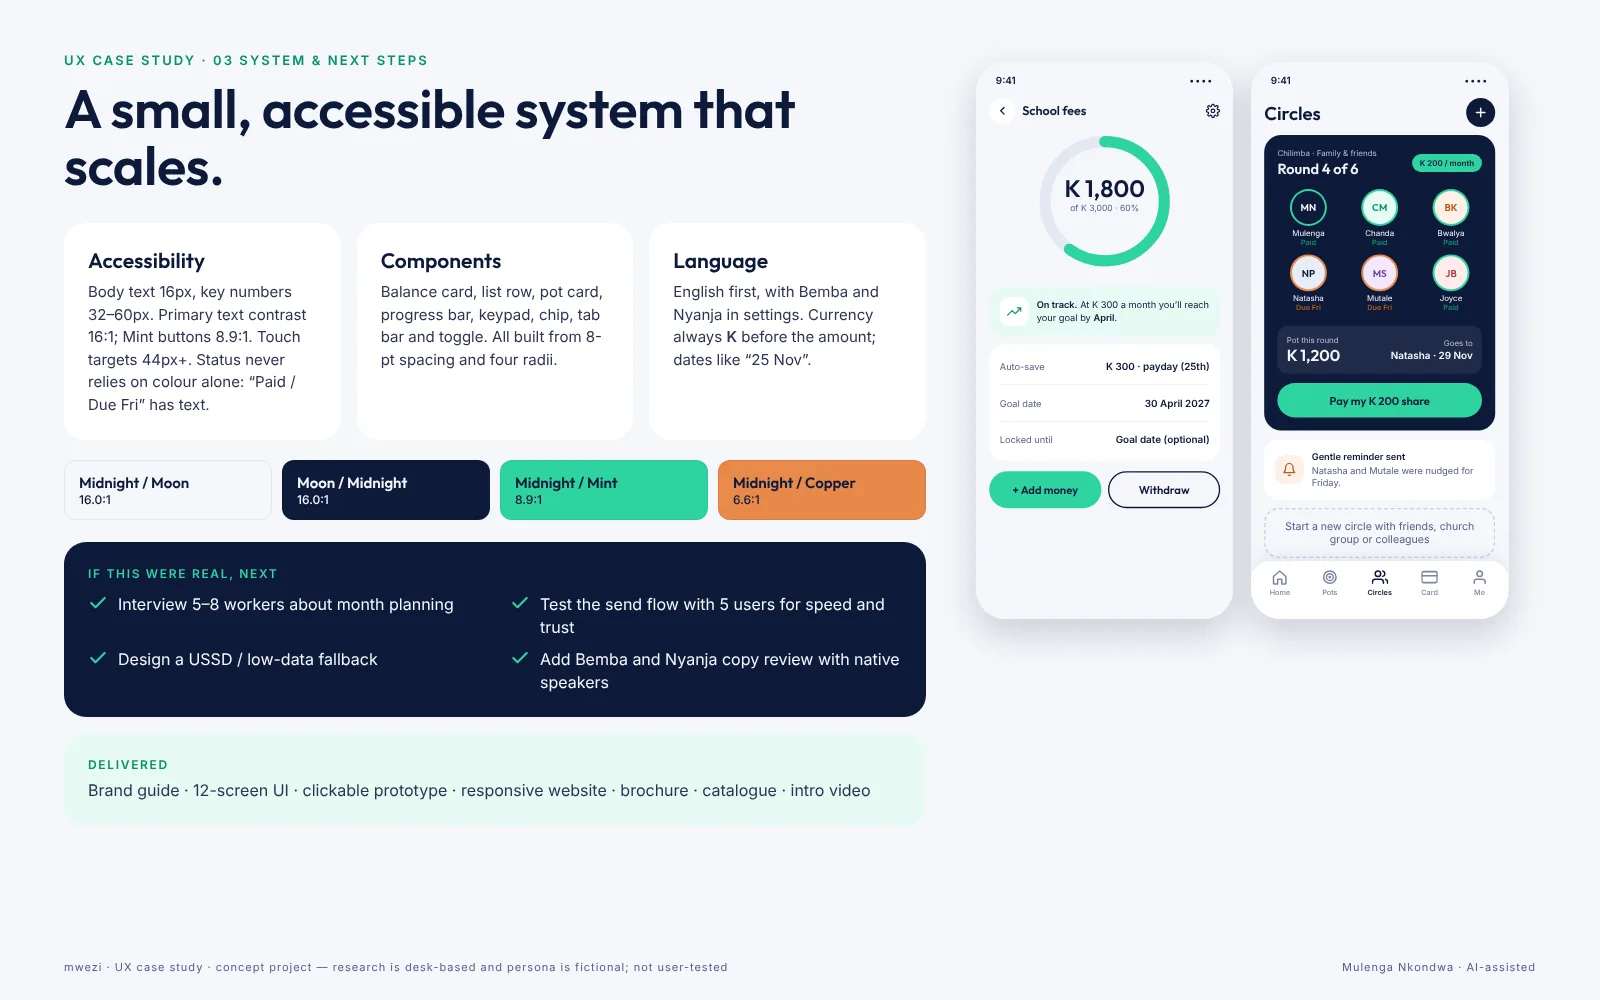 UX CASE STUDY · 03 SYSTEM & NEXT STEPS
A small, accessible system that
scales.
Accessibility
Body text 16px, key numbers
32–60px. Primary text contrast
16:1; Mint buttons 8.9:1. Touch
targets 44px+. Status never
relies on colour alone: “Paid /
Due Fri” has text.
Components
Balance card, list row, pot card,
progress bar, keypad, chip, tab
bar and toggle. All built from 8-
pt spacing and four radii.
Language
English first, with Bemba and
Nyanja in settings. Currency
always K before the amount;
dates like “25 Nov”.
Midnight / Moon
16.0:1
Moon / Midnight
16.0:1
Midnight / Mint
8.9:1
Midnight / Copper
6.6:1
IF THIS WERE REAL, NEXT
Interview 5–8 workers about month planning
Test the send flow with 5 users for speed and
trust
Design a USSD / low-data fallback
Add Bemba and Nyanja copy review with native
speakers
DELIVERED
Brand guide · 12-screen UI · clickable prototype · responsive website · brochure · catalogue · intro video
9:41
School fees
K 1,800
of K 3,000 · 60%
On track. At K 300 a month you’ll reach
your goal by April.
Auto-save
K 300 · payday (25th)
Goal date
30 April 2027
Locked until
Goal date (optional)
+ Add money
Withdraw
9:41
Circles
Chilimba · Family & friends
Round 4 of 6
K 200 / month
MN
CM
BK
Mulenga
Chanda
Bwalya
Paid
Paid
Paid
NP
MS
JB
Natasha
Mutale
Joyce
Due Fri
Due Fri
Paid
Pot this round
K 1,200
Goes to
Natasha · 29 Nov
Pay my K 200 share
Gentle reminder sent
Natasha and Mutale were nudged for
Friday.
Start a new circle with friends, church
group or colleagues
Home
Pots
Circles
Card
Me
mwezi · UX case study · concept project — research is desk-based and persona is fictional; not user-tested
Mulenga Nkondwa · AI-assisted